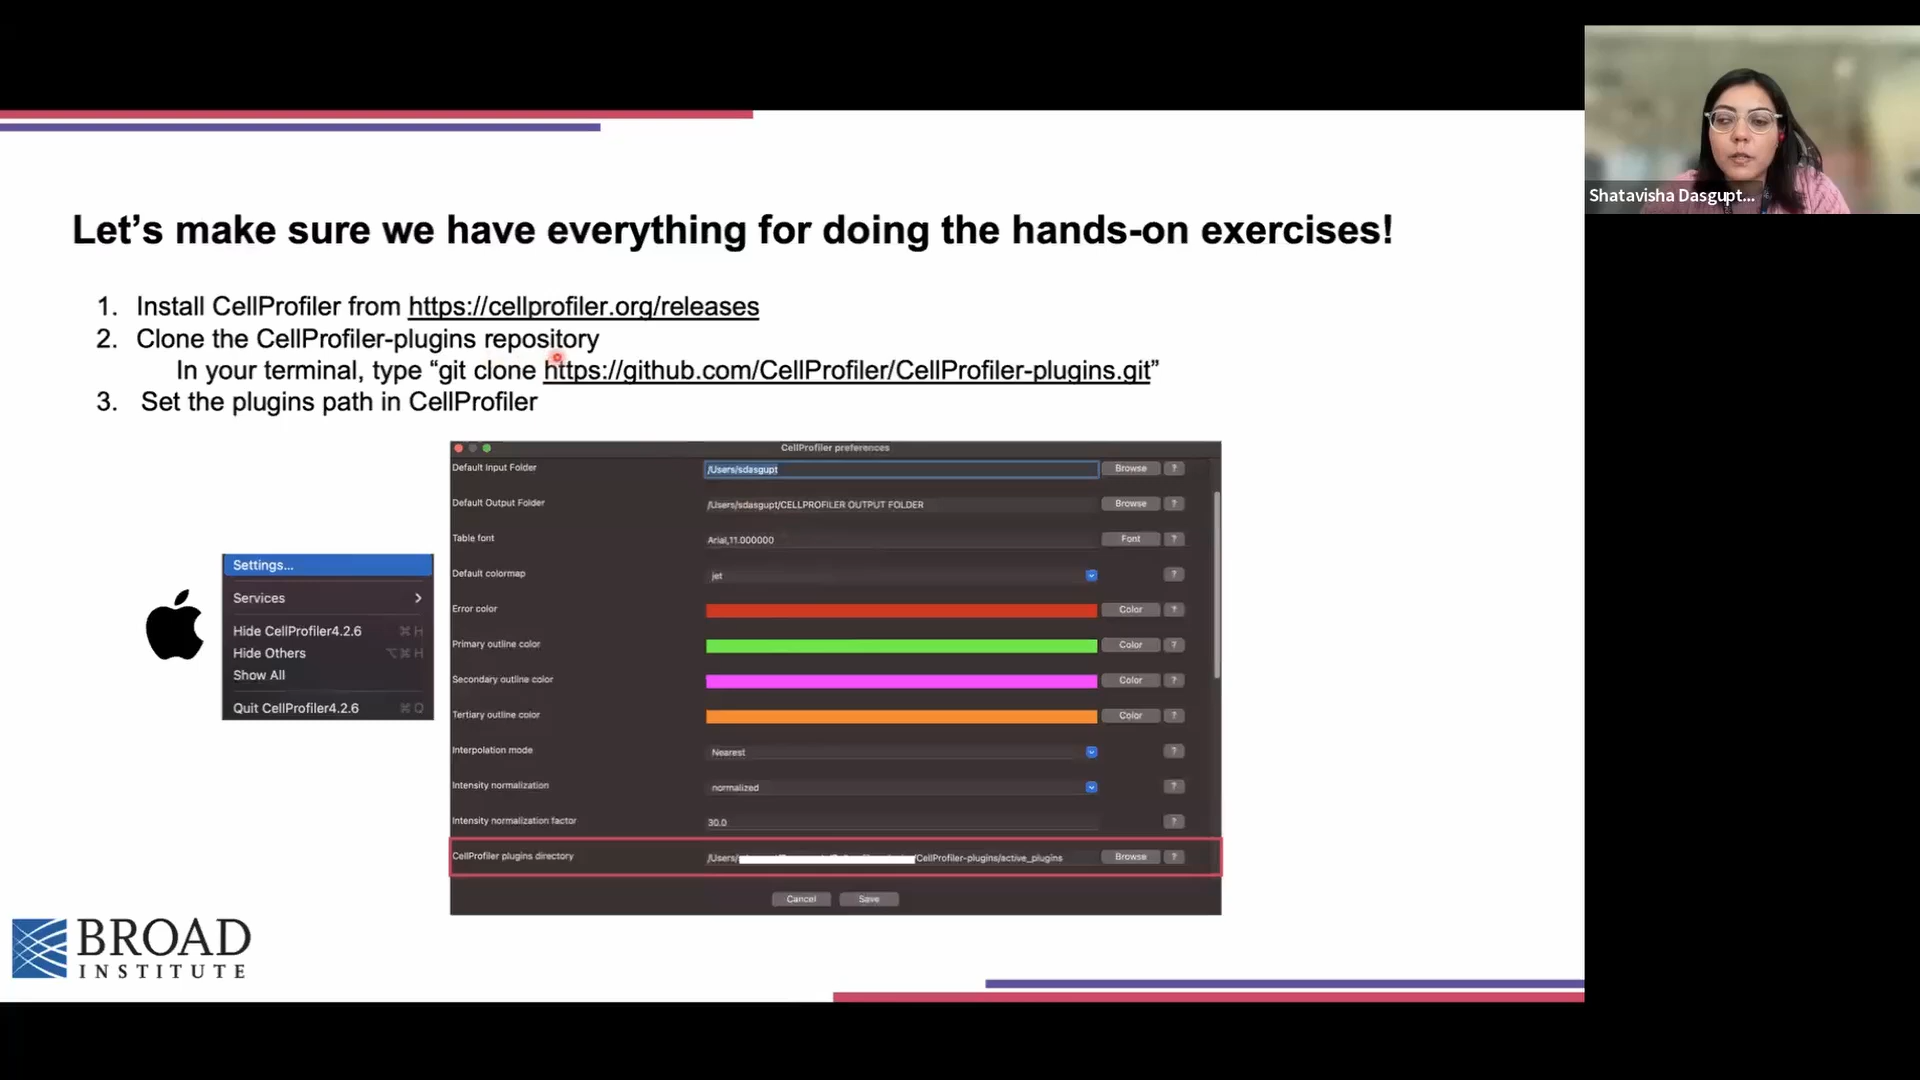 Shatavisha Dasgupt...
Let's make sure we have everything for doing the hands-on exercises!
1. Install CellProfiler from https://cellprofiler.org/releases
2. Clone the CellProfiler-plugins repository
In your terminal, type “git clone https://github.com/CellProfiler/CellProfiler-plugins.git”
3. Set the plugins path in CellProfiler
Settings...
Services
Hide CellProfiler4.2.6 ⌘ H
Hide Others ⌥ ⌘ H
Show All
Quit CellProfiler4.2.6 ⌘ Q
CellProfiler preferences
Default Input Folder /Users/sdasgupt Browse ?
Default Output Folder /Users/sdasgupt/CELLPROFILER OUTPUT FOLDER Browse ?
Table font Arial,11.000000 Font ?
Default colormap jet ?
Error color Color ?
Primary outline color Color ?
Secondary outline color Color ?
Tertiary outline color Color ?
Interpolation mode Nearest ?
Intensity normalization normalized ?
Intensity normalization factor 30.0 ?
CellProfiler plugins directory /Users/ /CellProfiler-plugins/active_plugins Browse ?
Cancel Save
BROAD
INSTITUTE